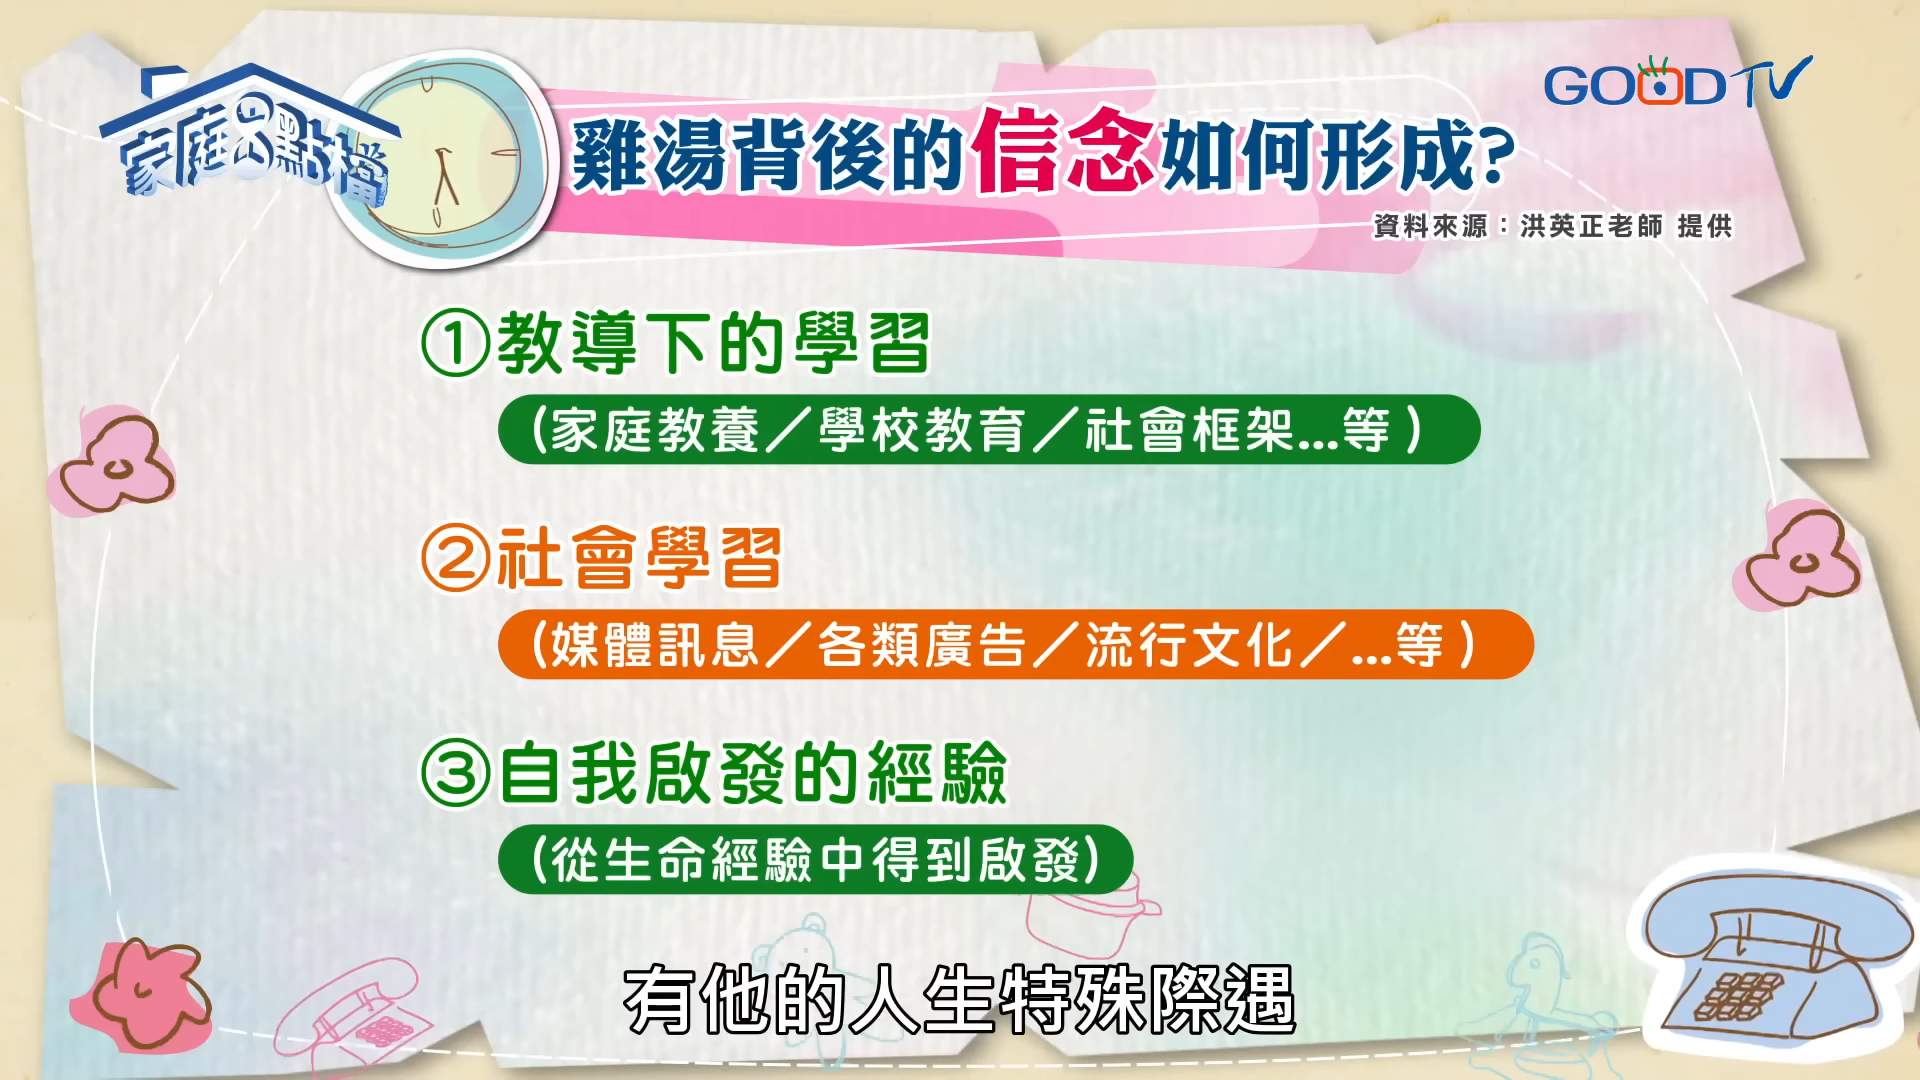 家庭8點檔
GOOD TV
雞湯背後的信念如何形成?
資料來源：洪英正老師 提供
①教導下的學習
(家庭教養／學校教育／社會框架...等)
②社會學習
(媒體訊息／各類廣告／流行文化／...等)
③自我啟發的經驗
(從生命經驗中得到啟發)
有他的人生特殊際遇